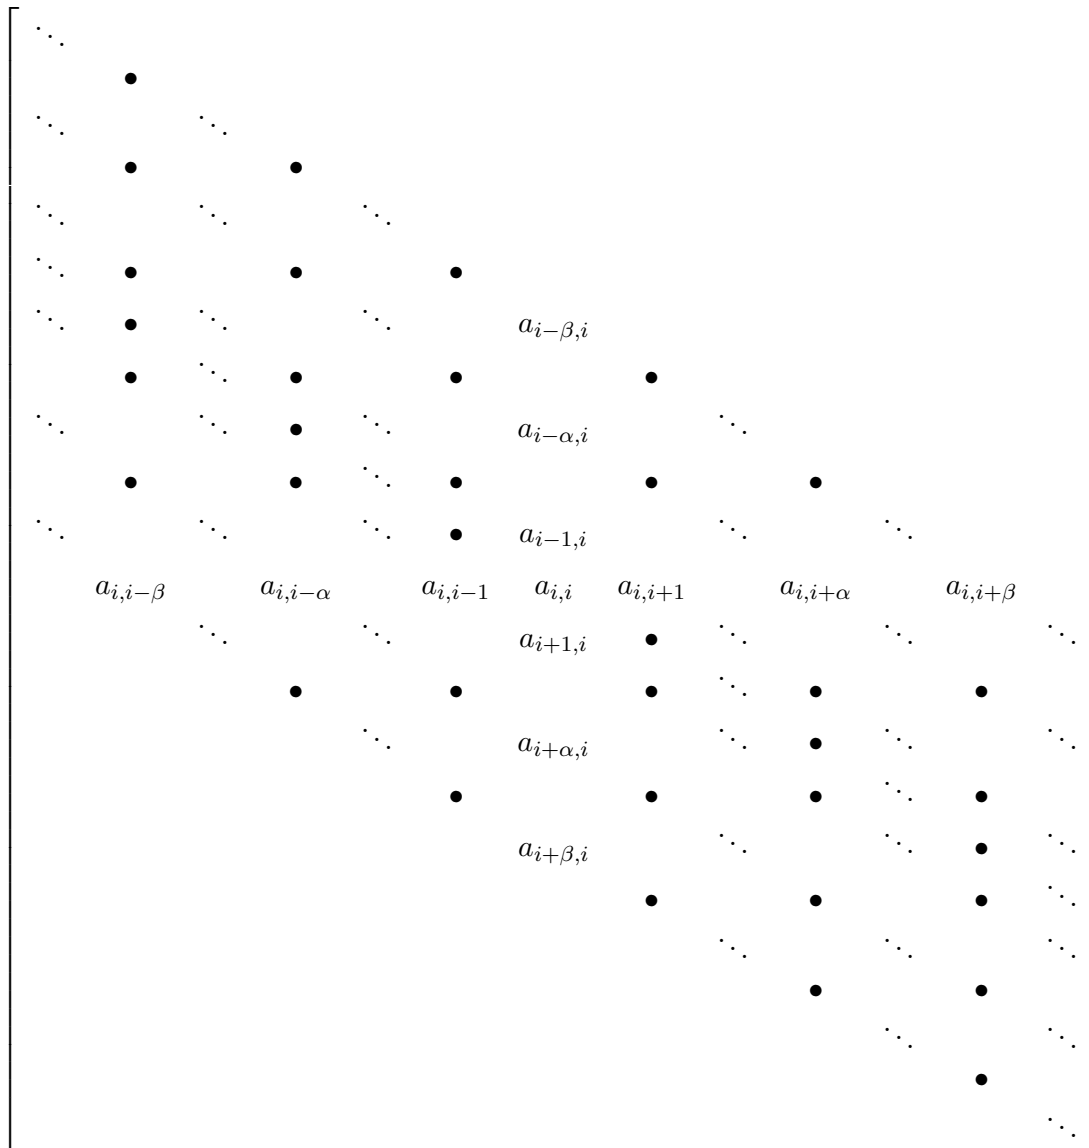 a_{i−β,i}
a_{i−α,i}
a_{i−1,i}
a_{i,i−β} a_{i,i−α} a_{i,i−1} a_{i,i} a_{i,i+1} a_{i,i+α} a_{i,i+β}
a_{i+1,i}
a_{i+α,i}
a_{i+β,i}